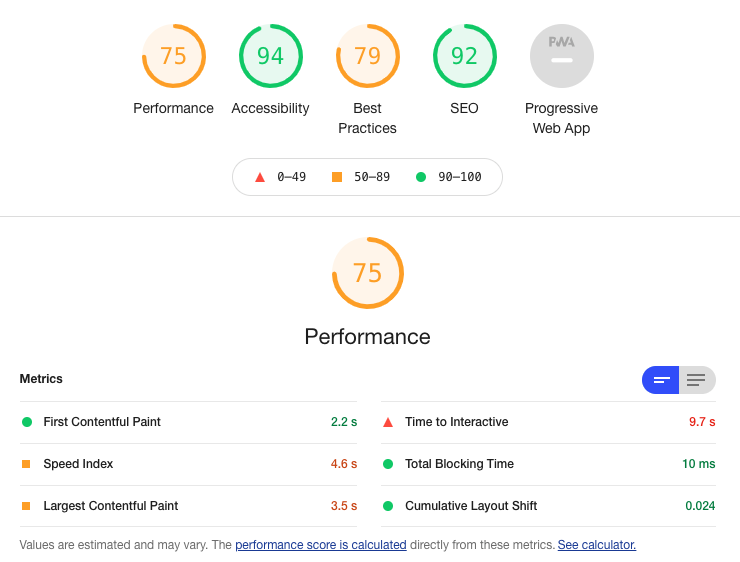 75 94 79 92 PWA
Performance Accessibility Best SEO Progressive
Practices Web App
0–49 50–89 90–100
75
Performance
Metrics
First Contentful Paint 2.2 s Time to Interactive 9.7 s
Speed Index 4.6 s Total Blocking Time 10 ms
Largest Contentful Paint 3.5 s Cumulative Layout Shift 0.024
Values are estimated and may vary. The performance score is calculated directly from these metrics. See calculator.